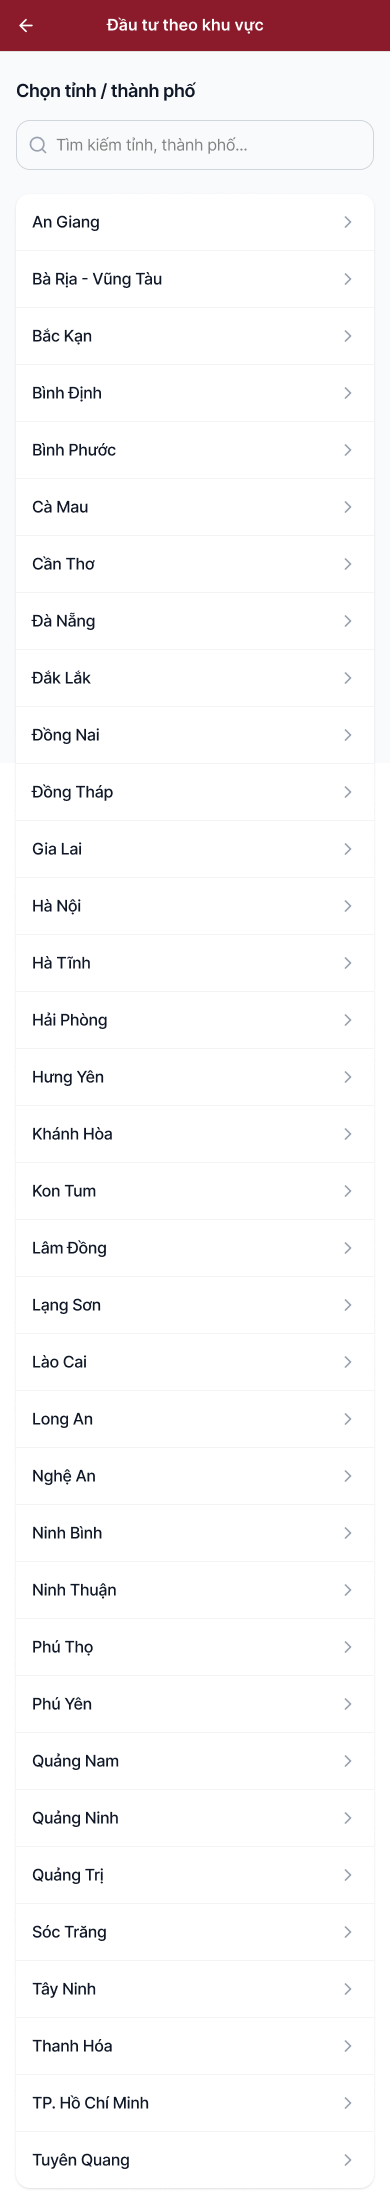 Đầu tư theo khu vực
Chọn tỉnh / thành phố
Tìm kiếm tỉnh, thành phố...
An Giang
Bà Rịa - Vũng Tàu
Bắc Kạn
Bình Định
Bình Phước
Cà Mau
Cần Thơ
Đà Nẵng
Đắk Lắk
Đồng Nai
Đồng Tháp
Gia Lai
Hà Nội
Hà Tĩnh
Hải Phòng
Hưng Yên
Khánh Hòa
Kon Tum
Lâm Đồng
Lạng Sơn
Lào Cai
Long An
Nghệ An
Ninh Bình
Ninh Thuận
Phú Thọ
Phú Yên
Quảng Nam
Quảng Ninh
Quảng Trị
Sóc Trăng
Tây Ninh
Thanh Hóa
TP. Hồ Chí Minh
Tuyên Quang